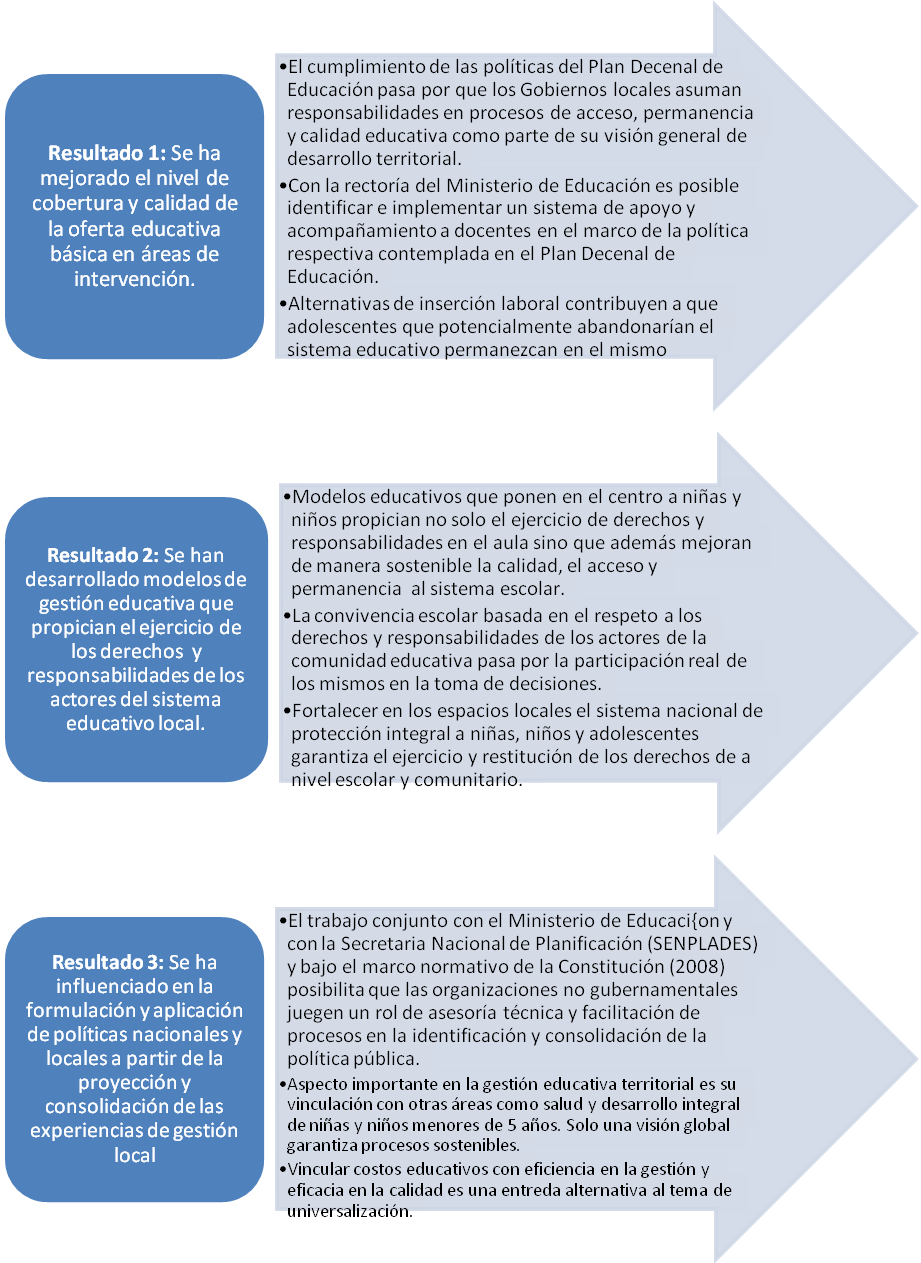 Resultado 1: Se ha
mejorado el nivel de
cobertura y calidad de
la oferta educativa
básica en áreas de
intervención.
•El cumplimiento de las políticas del Plan Decenal de
Educación pasa por que los Gobiernos locales asuman
responsabilidades en procesos de acceso, permanencia
y calidad educativa como parte de su visión general de
desarrollo territorial.
•Con la rectoría del Ministerio de Educación es posible
identificar e implementar un sistema de apoyo y
acompañamiento a docentes en el marco de la política
respectiva contemplada en el Plan Decenal de
Educación.
•Alternativas de inserción laboral contribuyen a que
adolescentes que potencialmente abandonarían el
sistema educativo permanezcan en el mismo
Resultado 2: Se han
desarrollado modelos de
gestión educativa que
propician el ejercicio de
los derechos y
responsabilidades de los
actores del sistema
educativo local.
•Modelos educativos que ponen en el centro a niñas y
niños propician no solo el ejercicio de derechos y
responsabilidades en el aula sino que además mejoran
de manera sostenible la calidad, el acceso y
permanencia al sistema escolar.
•La convivencia escolar basada en el respeto a los
derechos y responsabilidades de los actores de la
comunidad educativa pasa por la participación real de
los mismos en la toma de decisiones.
•Fortalecer en los espacios locales el sistema nacional de
protección integral a niñas, niños y adolescentes
garantiza el ejercicio y restitución de los derechos de a
nivel escolar y comunitario.
Resultado 3: Se ha
influenciado en la
formulación y aplicación
de políticas nacionales y
locales a partir de la
proyección y
consolidación de las
experiencias de gestión
local
•El trabajo conjunto con el Ministerio de Educaci{on y
con la Secretaria Nacional de Planificación (SENPLADES)
y bajo el marco normativo de la Constitución (2008)
posibilita que las organizaciones no gubernamentales
juegen un rol de asesoría técnica y facilitación de
procesos en la identificación y consolidación de la
política pública.
•Aspecto importante en la gestión educativa territorial es su
vinculación con otras áreas como salud y desarrollo integral
de niñas y niños menores de 5 años. Solo una visión global
garantiza procesos sostenibles.
•Vincular costos educativos con eficiencia en la gestión y
eficacia en la calidad es una entreda alternativa al tema de
universalización.